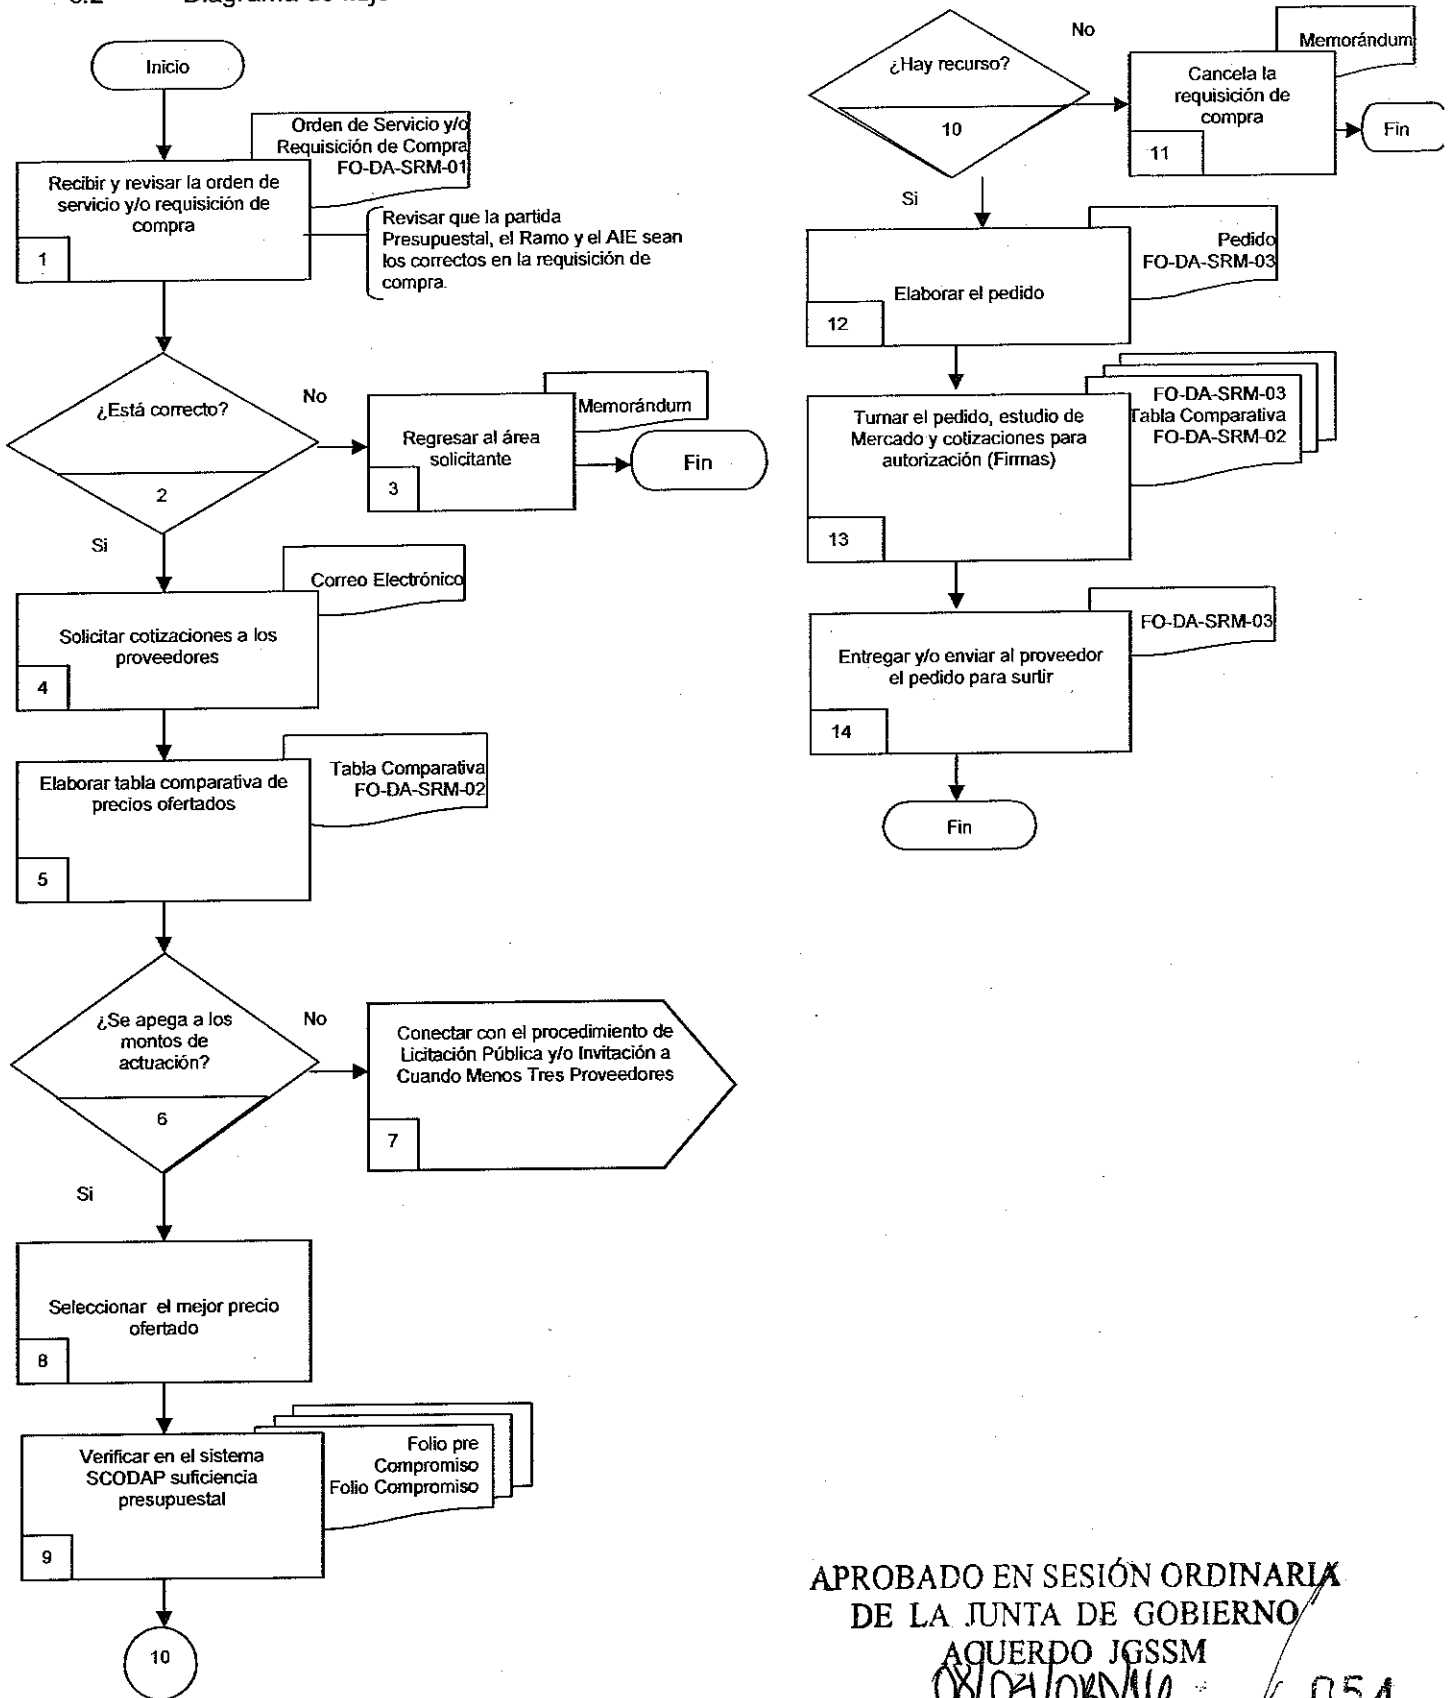 Inicio
Orden de Servicio y/o
Requisición de Compra
FO-DA-SRM-01
Recibir y revisar la orden de
servicio y/o requisición de
compra
1
Revisar que la partida
Presupuestal, el Ramo y el AIE sean
los correctos en la requisición de
compra.
¿Está correcto?
2
No
Memorándum
Regresar al área
solicitante
3
Fin
Si
Correo Electrónico
Solicitar cotizaciones a los
proveedores
4
Tabla Comparativa
FO-DA-SRM-02
Elaborar tabla comparativa de
precios ofertados
5
¿Se apega a los
montos de
actuación?
6
No
Conectar con el procedimiento de
Licitación Pública y/o Invitación a
Cuando Menos Tres Proveedores
7
Si
Seleccionar el mejor precio
ofertado
8
Folio pre
Compromiso
Folio Compromiso
Verificar en el sistema
SCODAP suficiencia
presupuestal
9
10
¿Hay recurso?
10
No
Memorándum
Cancela la
requisición de
compra
11
Fin
Si
Pedido
FO-DA-SRM-03
Elaborar el pedido
12
FO-DA-SRM-03
Tabla Comparativa
FO-DA-SRM-02
Turnar el pedido, estudio de
Mercado y cotizaciones para
autorización (Firmas)
13
FO-DA-SRM-03
Entregar y/o enviar al proveedor
el pedido para surtir
14
Fin
APROBADO EN SESIÓN ORDINARIA
DE LA JUNTA DE GOBIERNO
ACUERDO JGSSM